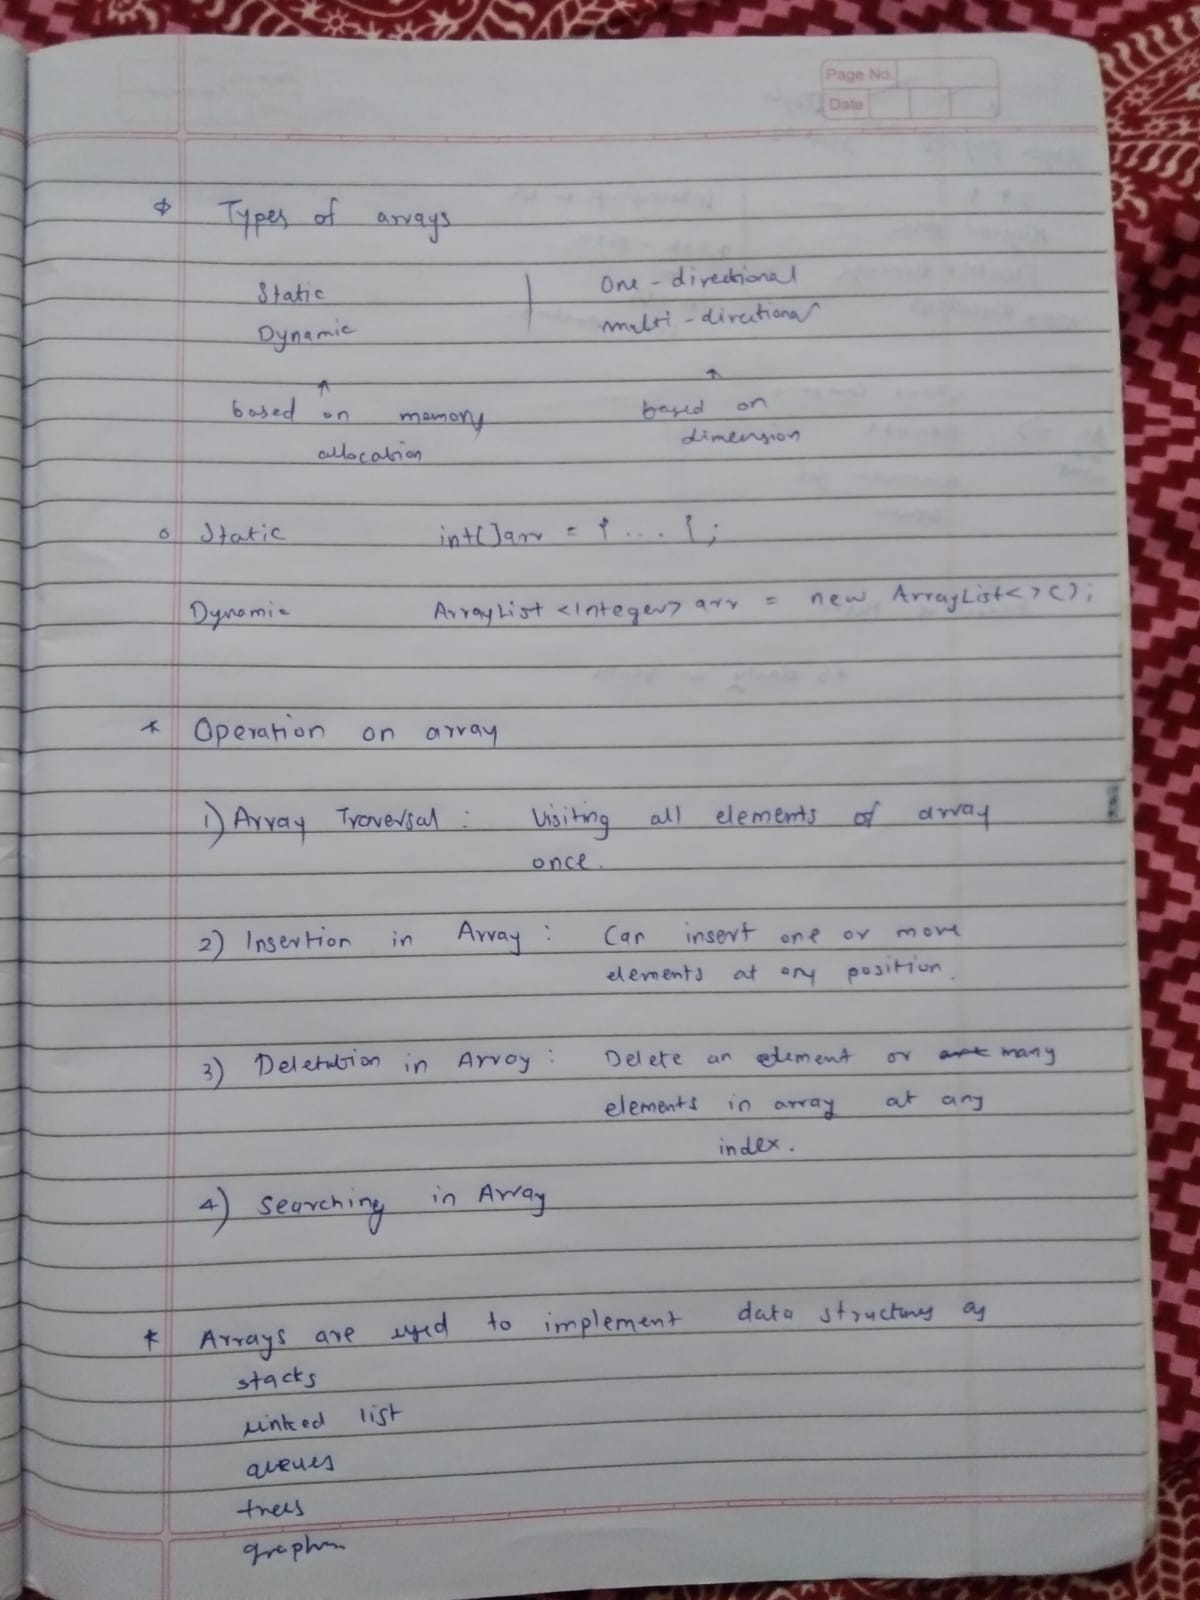 Page No.
Date
* Types of arrays
Static | One-directional
Dynamic | multi-directional
↑ ↑
based on memory based on
allocation dimension
o Static int[]arr = { ... };
Dynamic ArrayList <Integer> arr = new ArrayList<>();
* Operation on array
1) Array Traversal : Visiting all elements of array
once.
2) Insertion in Array : Can insert one or more
elements at any position.
3) Deletution in Array : Delete an element or many
elements in array at any
index.
4) Searching in Array
* Arrays are used to implement data structures as
stacks
linked list
queues
trees
graphs